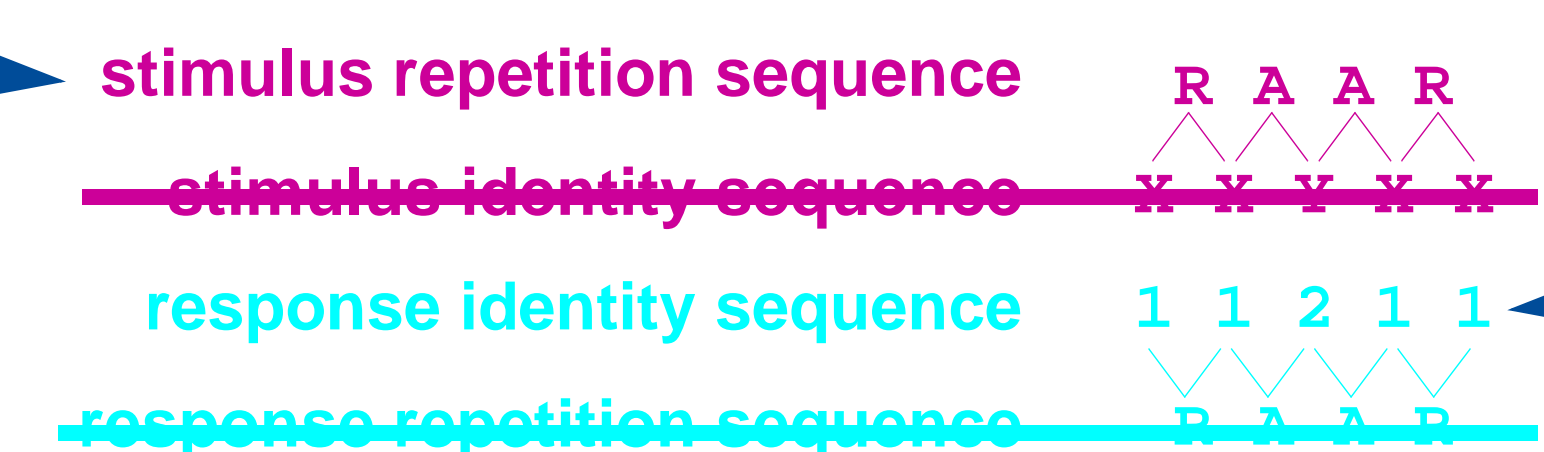 stimulus repetition sequence R A A R
stimulus identity sequence X X Y X X
response identity sequence 1 1 2 1 1
response repetition sequence R A A R